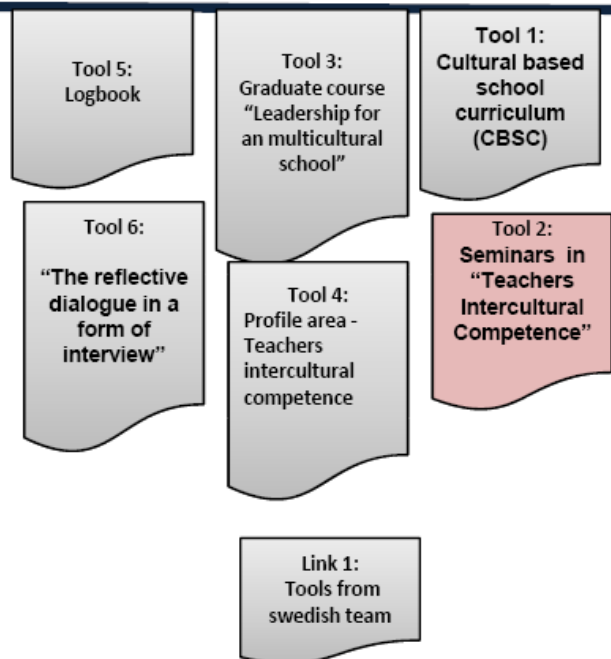 Tool 5:
Logbook
Tool 3:
Graduate course
“Leadership for
an multicultural
school”
Tool 1:
Cultural based
school
curriculum
(CBSC)
Tool 6:
“The reflective
dialogue in a
form of
interview”
Tool 4:
Profile area -
Teachers
intercultural
competence
Tool 2:
Seminars in
“Teachers
Intercultural
Competence”
Link 1:
Tools from
swedish team